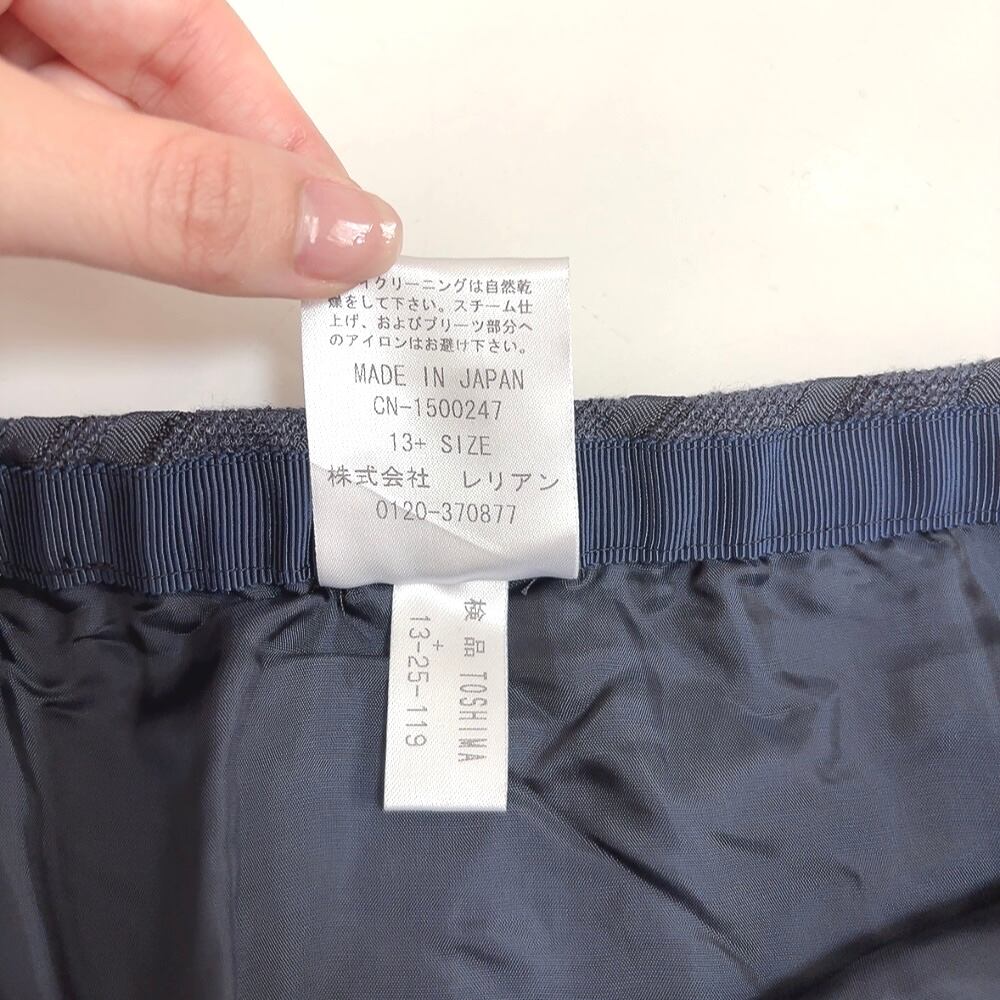 イクリーニングは自然乾
燥をして下さい。スチーム仕
上げ、およびプリーツ部分へ
のアイロンはお避け下さい。
MADE IN JAPAN
CN-1500247
13+ SIZE
株式会社 レリアン
0120-370877
検品 TOSHIMA
13-25-119
+